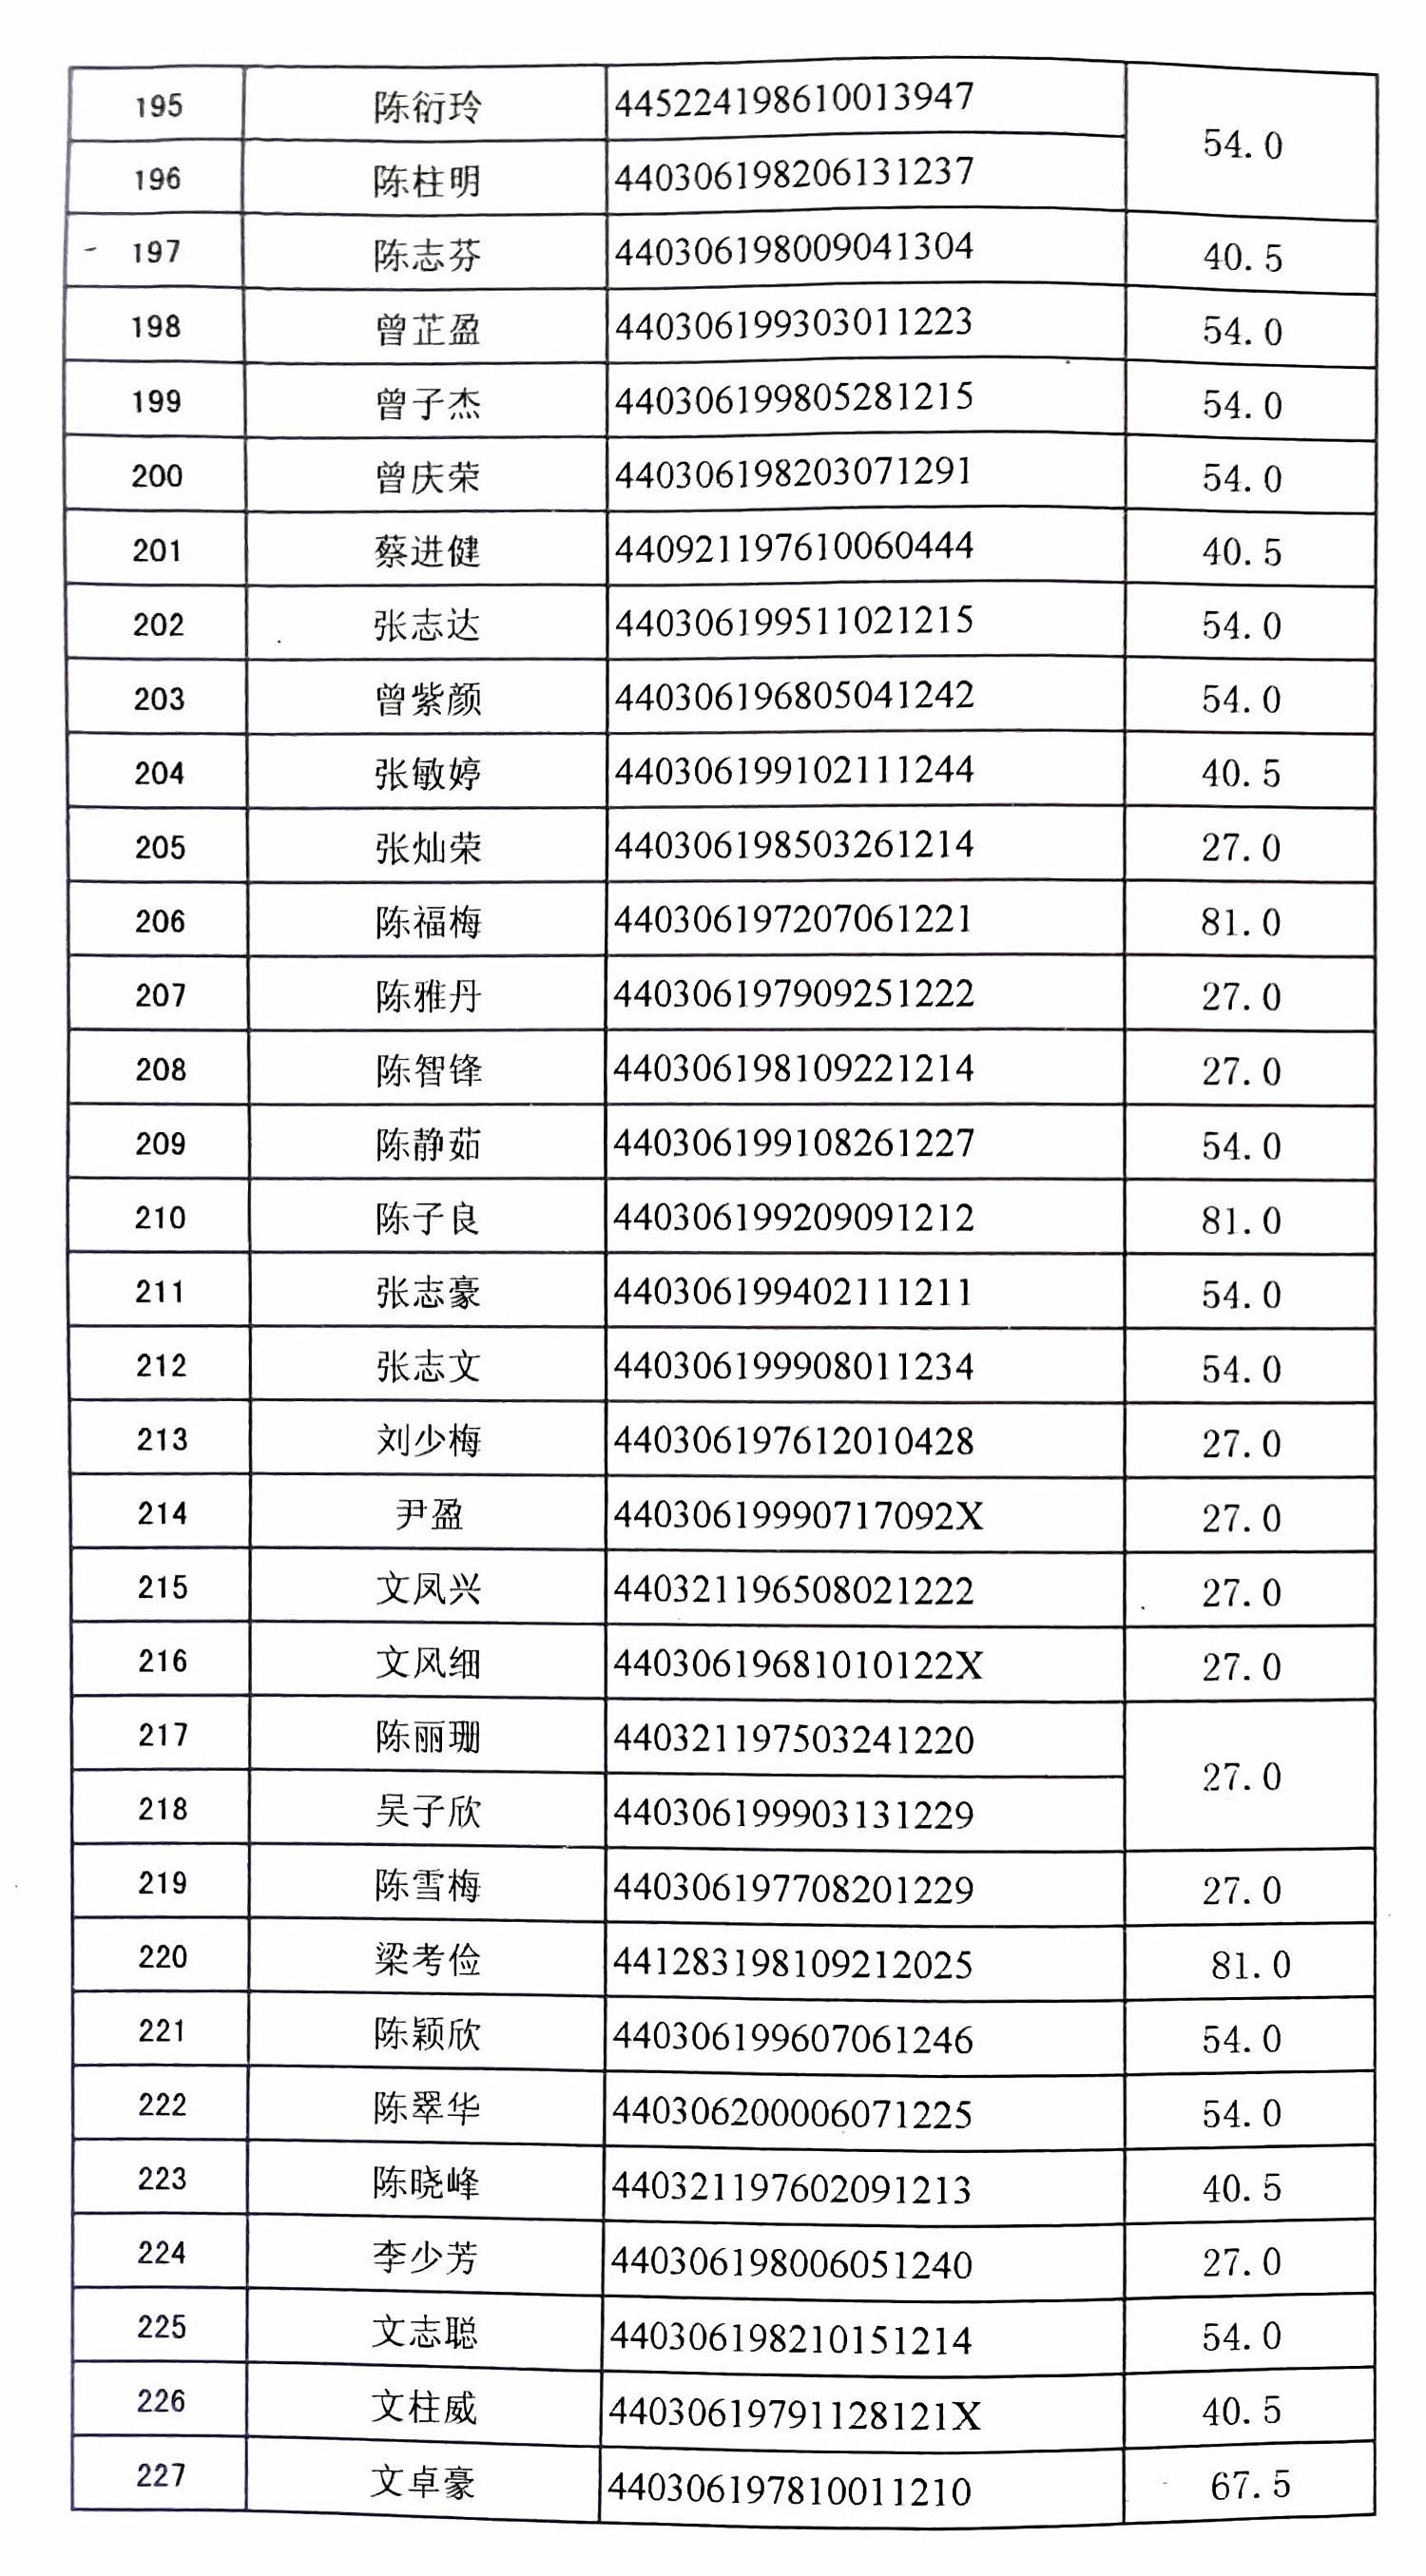 195 陈衍玲 445224198610013947 54.0
196 陈柱明 440306198206131237
197 陈志芬 440306198009041304 40.5
198 曾芷盈 440306199303011223 54.0
199 曾子杰 440306199805281215 54.0
200 曾庆荣 440306198203071291 54.0
201 蔡进健 440921197610060444 40.5
202 张志达 440306199511021215 54.0
203 曾紫颜 440306196805041242 54.0
204 张敏婷 440306199102111244 40.5
205 张灿荣 440306198503261214 27.0
206 陈福梅 440306197207061221 81.0
207 陈雅丹 440306197909251222 27.0
208 陈智锋 440306198109221214 27.0
209 陈静茹 440306199108261227 54.0
210 陈子良 440306199209091212 81.0
211 张志豪 440306199402111211 54.0
212 张志文 440306199908011234 54.0
213 刘少梅 440306197612010428 27.0
214 尹盈 44030619990717092X 27.0
215 文凤兴 440321196508021222 27.0
216 文凤细 44030619681010122X 27.0
217 陈丽珊 440321197503241220 27.0
218 吴子欣 440306199903131229
219 陈雪梅 440306197708201229 27.0
220 梁考俭 441283198109212025 81.0
221 陈颖欣 440306199607061246 54.0
222 陈翠华 440306200006071225 54.0
223 陈晓峰 440321197602091213 40.5
224 李少芳 440306198006051240 27.0
225 文志聪 440306198210151214 54.0
226 文柱威 44030619791128121X 40.5
227 文卓豪 440306197810011210 67.5